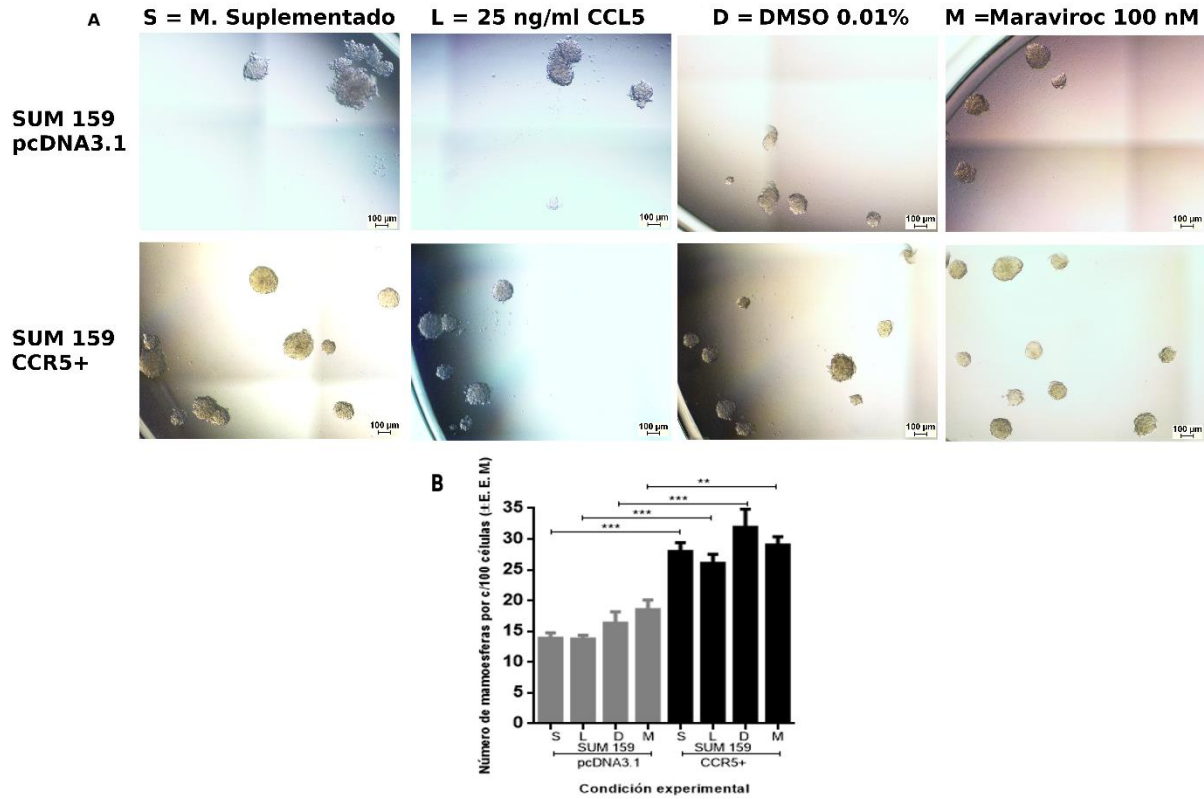 A
S = M. Suplementado
L = 25 ng/ml CCL5
D = DMSO 0.01%
M =Maraviroc 100 nM
SUM 159
pcDNA3.1
100 µm
100 µm
100 µm
100 µm
SUM 159
CCR5+
100 µm
100 µm
100 µm
100 µm
B
Número de mamoesferas por c/100 células (±E.E.M.)
35
30
25
20
15
10
5
0
**
***
***
***
S L D M S L D M
SUM 159 SUM 159
pcDNA3.1 CCR5+
Condición experimental